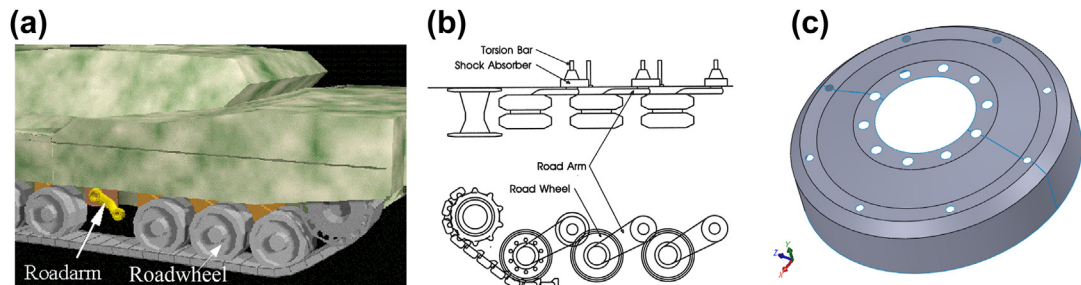 (a)
Roadarm
Roadwheel
(b)
Torsion Bar
Shock Absorber
Road Arm
Road Wheel
(c)
Y
Z
X